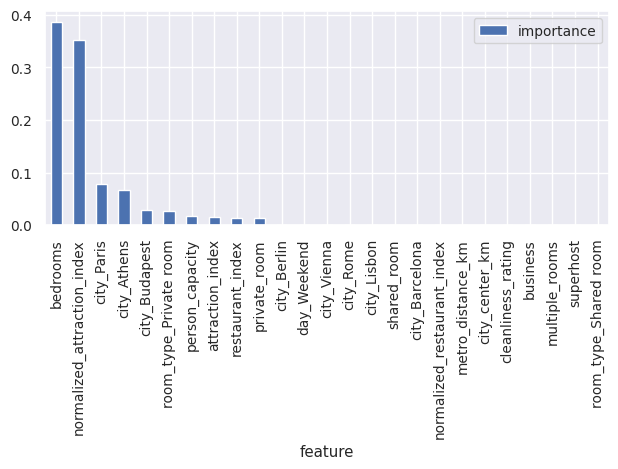 0.4
0.3
0.2
0.1
0.0
importance
bedrooms
normalized_attraction_index
city_Paris
city_Athens
city_Budapest
room_type_Private room
person_capacity
attraction_index
restaurant_index
private_room
city_Berlin
day_Weekend
city_Vienna
city_Rome
city_Lisbon
shared_room
city_Barcelona
normalized_restaurant_index
metro_distance_km
city_center_km
cleanliness_rating
business
multiple_rooms
superhost
room_type_Shared room
feature